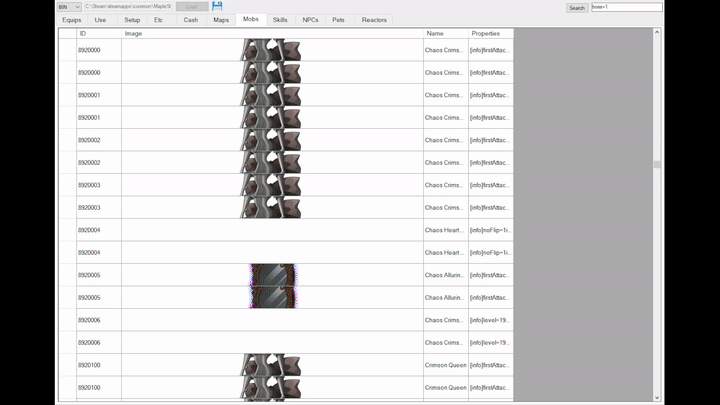 BIN C:\Steam\steamapps\common\MapleSt Load Search boss=1
Equips Use Setup Etc Cash Maps Mobs Skills NPCs Pets Reactors
ID Image Name Properties
8920000 Chaos Crims... [info]firstAttac...
8920000 Chaos Crims... [info]firstAttac...
8920001 Chaos Crims... [info]firstAttac...
8920001 Chaos Crims... [info]firstAttac...
8920002 Chaos Crims... [info]firstAttac...
8920002 Chaos Crims... [info]firstAttac...
8920003 Chaos Crims... [info]firstAttac...
8920003 Chaos Crims... [info]firstAttac...
8920004 Chaos Heart ... [info]noFlip=1i...
8920004 Chaos Heart ... [info]noFlip=1i...
8920005 Chaos Allurin... [info]firstAttac...
8920005 Chaos Allurin... [info]firstAttac...
8920006 Chaos Crims... [info]level=19...
8920006 Chaos Crims... [info]level=19...
8920100 Crimson Queen [info]firstAttac...
8920100 Crimson Queen [info]firstAttac...